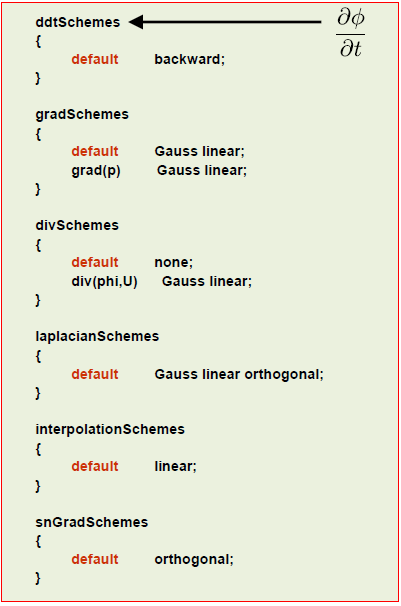 ddtSchemes ∂ϕ/∂t
{
default backward;
}
gradSchemes
{
default Gauss linear;
grad(p) Gauss linear;
}
divSchemes
{
default none;
div(phi,U) Gauss linear;
}
laplacianSchemes
{
default Gauss linear orthogonal;
}
interpolationSchemes
{
default linear;
}
snGradSchemes
{
default orthogonal;
}